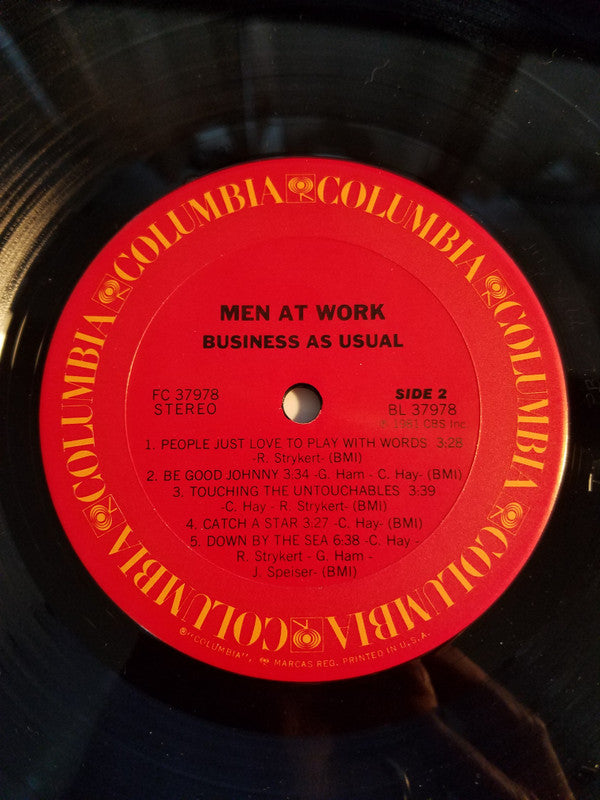 COLUMBIA COLUMBIA COLUMBIA COLUMBIA COLUMBIA COLUMBIA COLUMBIA COLUMBIA
MEN AT WORK
BUSINESS AS USUAL
FC 37978 SIDE 2
STEREO BL 37978
℗ 1981 CBS Inc.
1. PEOPLE JUST LOVE TO PLAY WITH WORDS 3:28
-R. Strykert- (BMI)
2. BE GOOD JOHNNY 3:34 -G. Ham - C. Hay- (BMI)
3. TOUCHING THE UNTOUCHABLES 3:39
-C. Hay - R. Strykert- (BMI)
4. CATCH A STAR 3:27 -C. Hay- (BMI)
5. DOWN BY THE SEA 6:38 -C. Hay -
R. Strykert - G. Ham -
J. Speiser- (BMI)
®"COLUMBIA", MARCAS REG. PRINTED IN U.S.A.